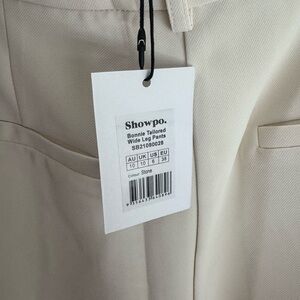 Showpo.
Bonnie Tailored
Wide Leg Pants
SB21080028
AU UK US EU
10 10 6 38
Colour: Stone